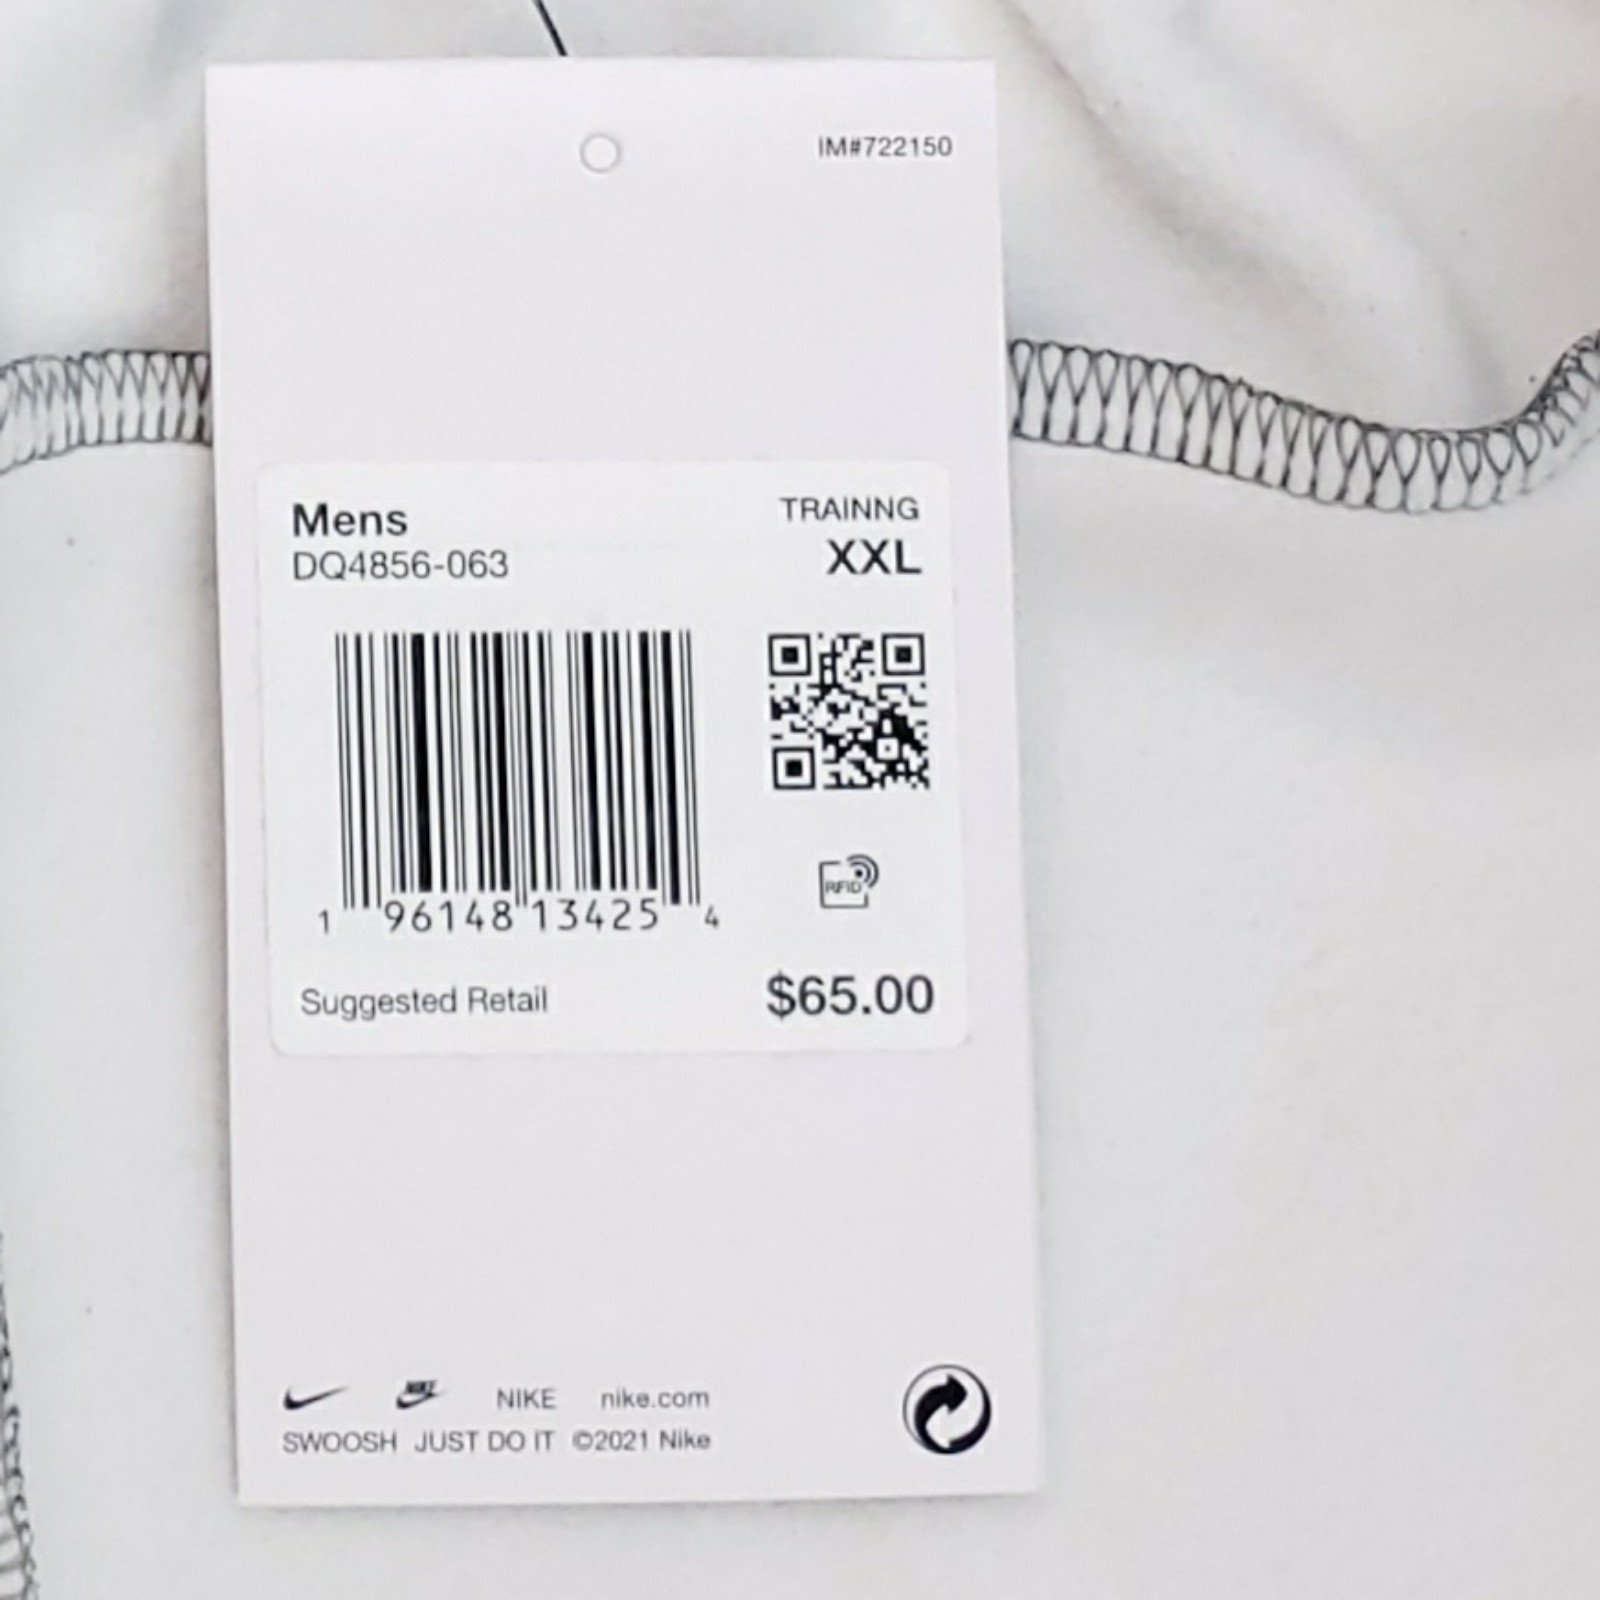 IM#722150
Mens
TRAINNG
DQ4856-063
XXL
1 96148 13425 4
RFID
Suggested Retail
$65.00
NIKE NIKE nike.com
SWOOSH JUST DO IT ©2021 Nike